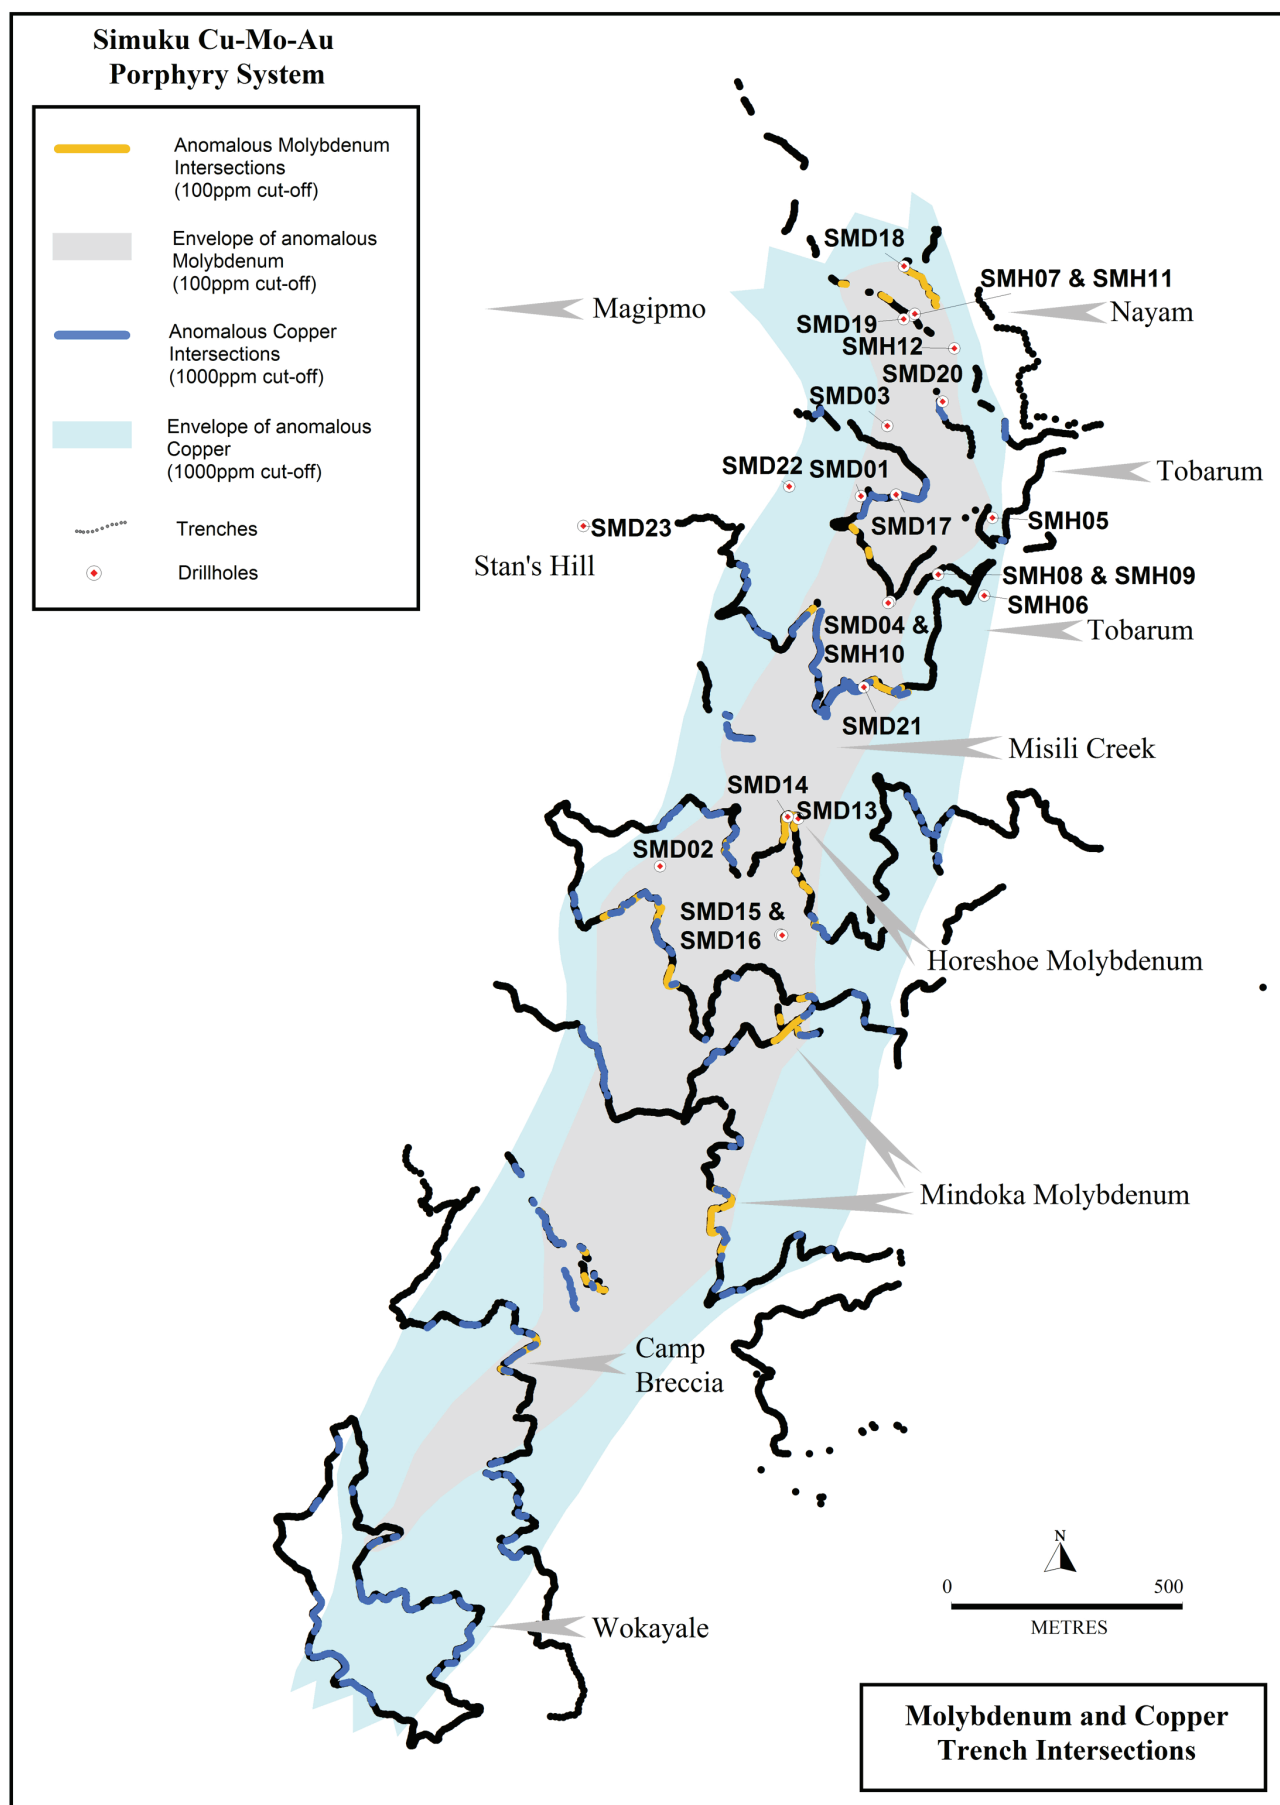 Simuku Cu-Mo-Au
Porphyry System
Anomalous Molybdenum
Intersections
(100ppm cut-off)
Envelope of anomalous
Molybdenum
(100ppm cut-off)
Anomalous Copper
Intersections
(1000ppm cut-off)
Envelope of anomalous
Copper
(1000ppm cut-off)
Trenches
Drillholes
SMD18
SMH07 & SMH11
Magipmo
Nayam
SMD19
SMH12
SMD20
SMD03
SMD22
SMD01
Tobarum
SMD23
SMD17
SMH05
Stan's Hill
SMH08 & SMH09
SMH06
SMD04 &
SMH10
Tobarum
SMD21
Misili Creek
SMD14
SMD13
SMD02
SMD15 &
SMD16
Horeshoe Molybdenum
Mindoka Molybdenum
Camp
Breccia
N
0 500
METRES
Wokayale
Molybdenum and Copper
Trench Intersections